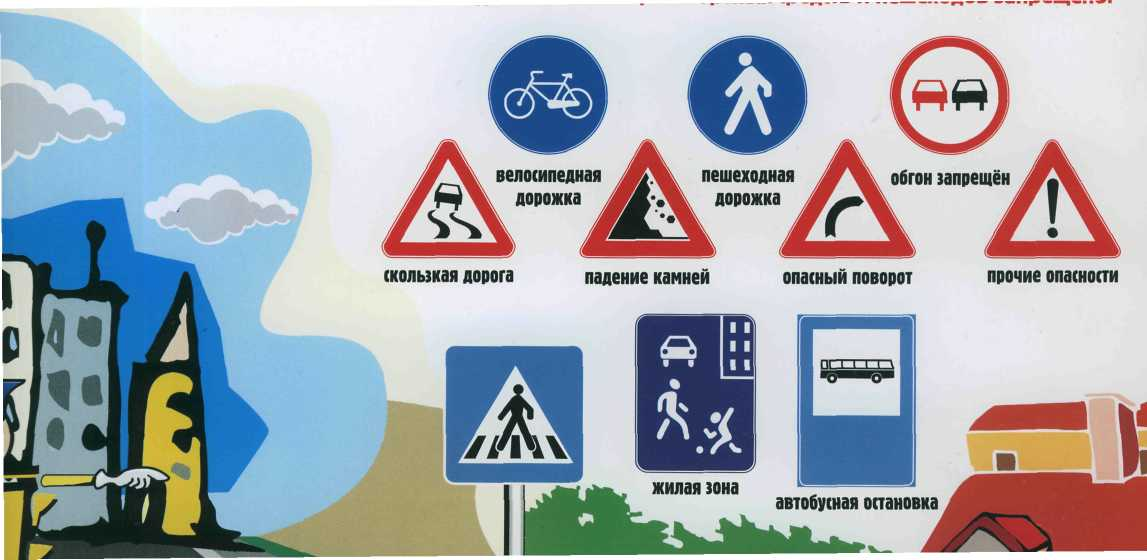 велосипедная
дорожка
пешеходная
дорожка
обгон запрещён
скользкая дорога
падение камней
опасный поворот
прочие опасности
жилая зона
автобусная остановка